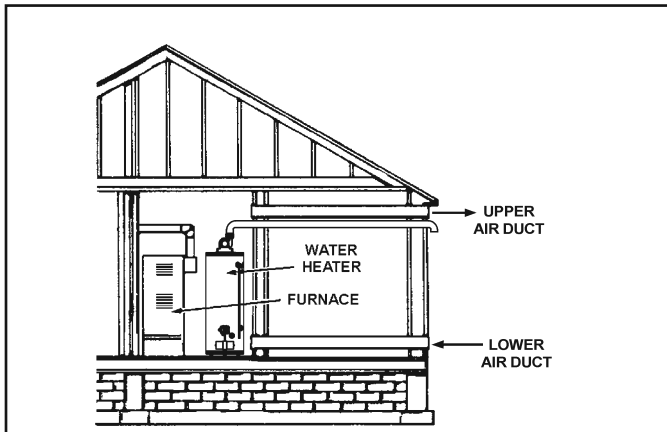 UPPER
AIR DUCT
WATER
HEATER
FURNACE
LOWER
AIR DUCT